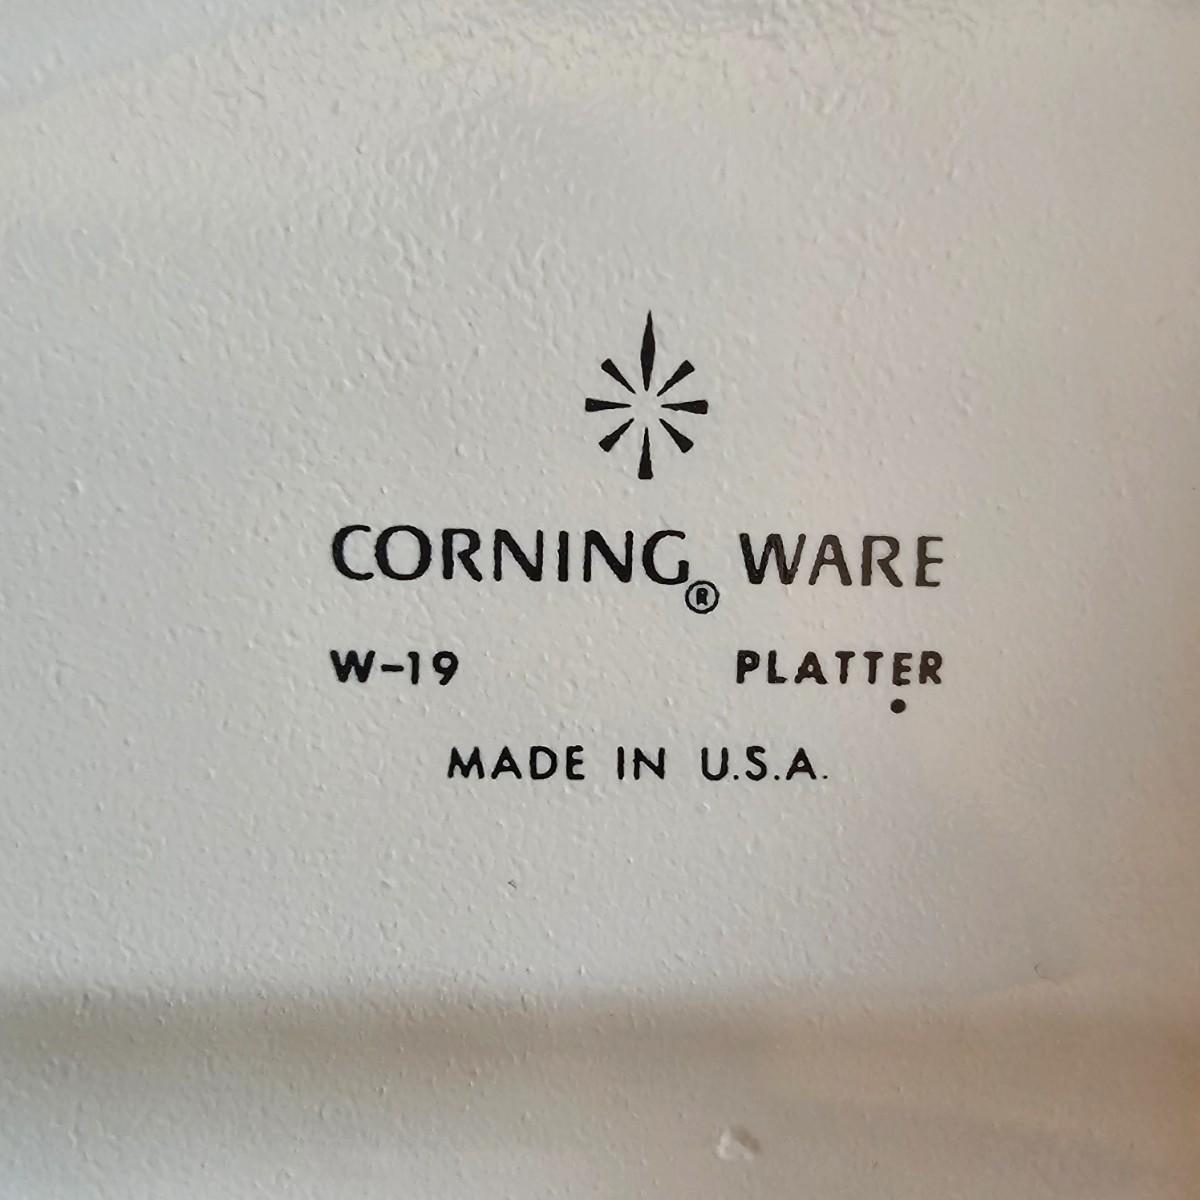 CORNING® WARE
W-19 PLATTER
MADE IN U.S.A.